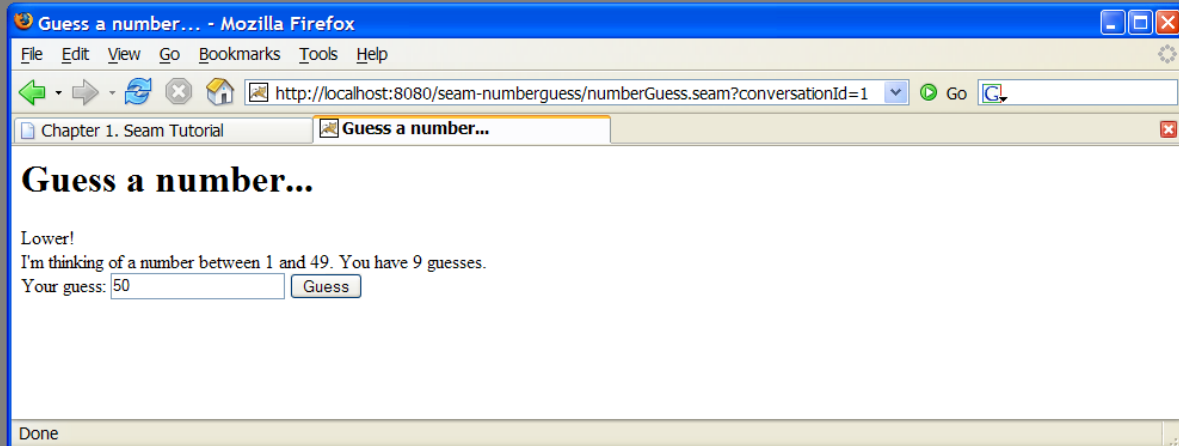 Guess a number... - Mozilla Firefox
File Edit View Go Bookmarks Tools Help
http://localhost:8080/seam-numberguess/numberGuess.seam?conversationId=1 Go G
Chapter 1. Seam Tutorial Guess a number...
Guess a number...
Lower!
I'm thinking of a number between 1 and 49. You have 9 guesses.
Your guess: 50 Guess
Done